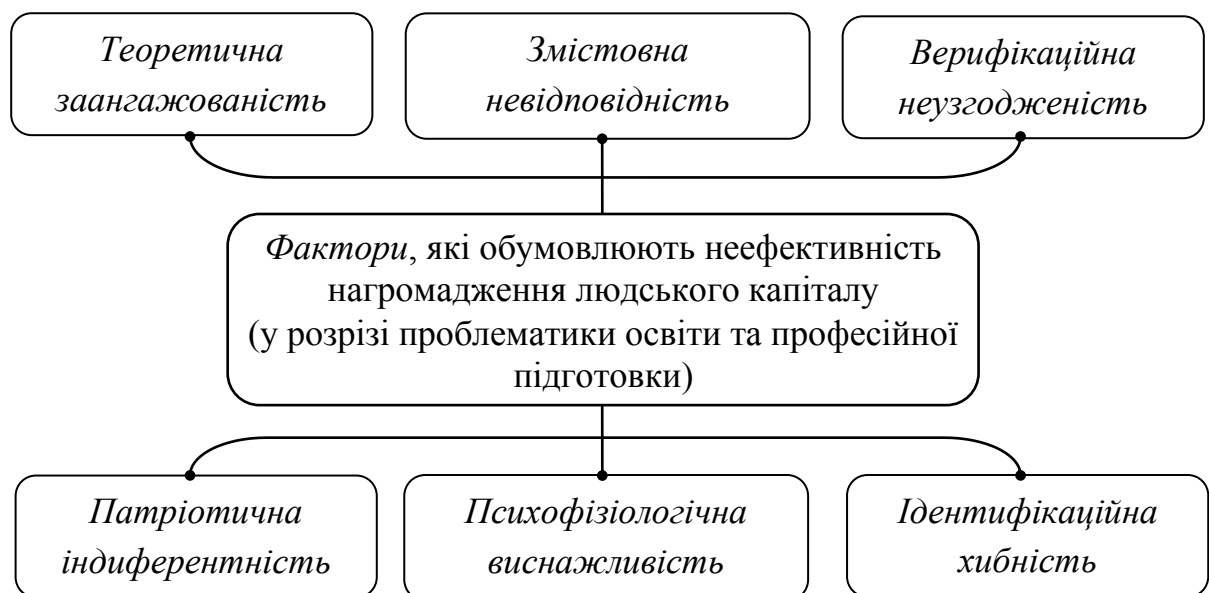 Теоретична
заангажованість
Змістовна
невідповідність
Верифікаційна
неузгодженість
Фактори, які обумовлюють неефективність
нагромадження людського капіталу
(у розрізі проблематики освіти та професійної
підготовки)
Патріотична
індиферентність
Психофізіологічна
виснажливість
Ідентифікаційна
хибність